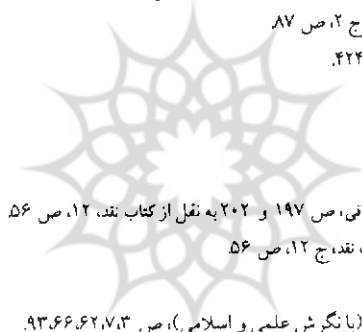 ج ۲، ص ۸۷.
۴۲۴.
ص ۱۹۷ و ۲۰۲ به نقل از کتاب نقد، ۱۲، ص ۵۶.
نقد، ج ۱۲، ص ۵۶.
(با نگرش علمی و اسلامی)، ص ۳،۷،۶۲،۶۶،۹۳.